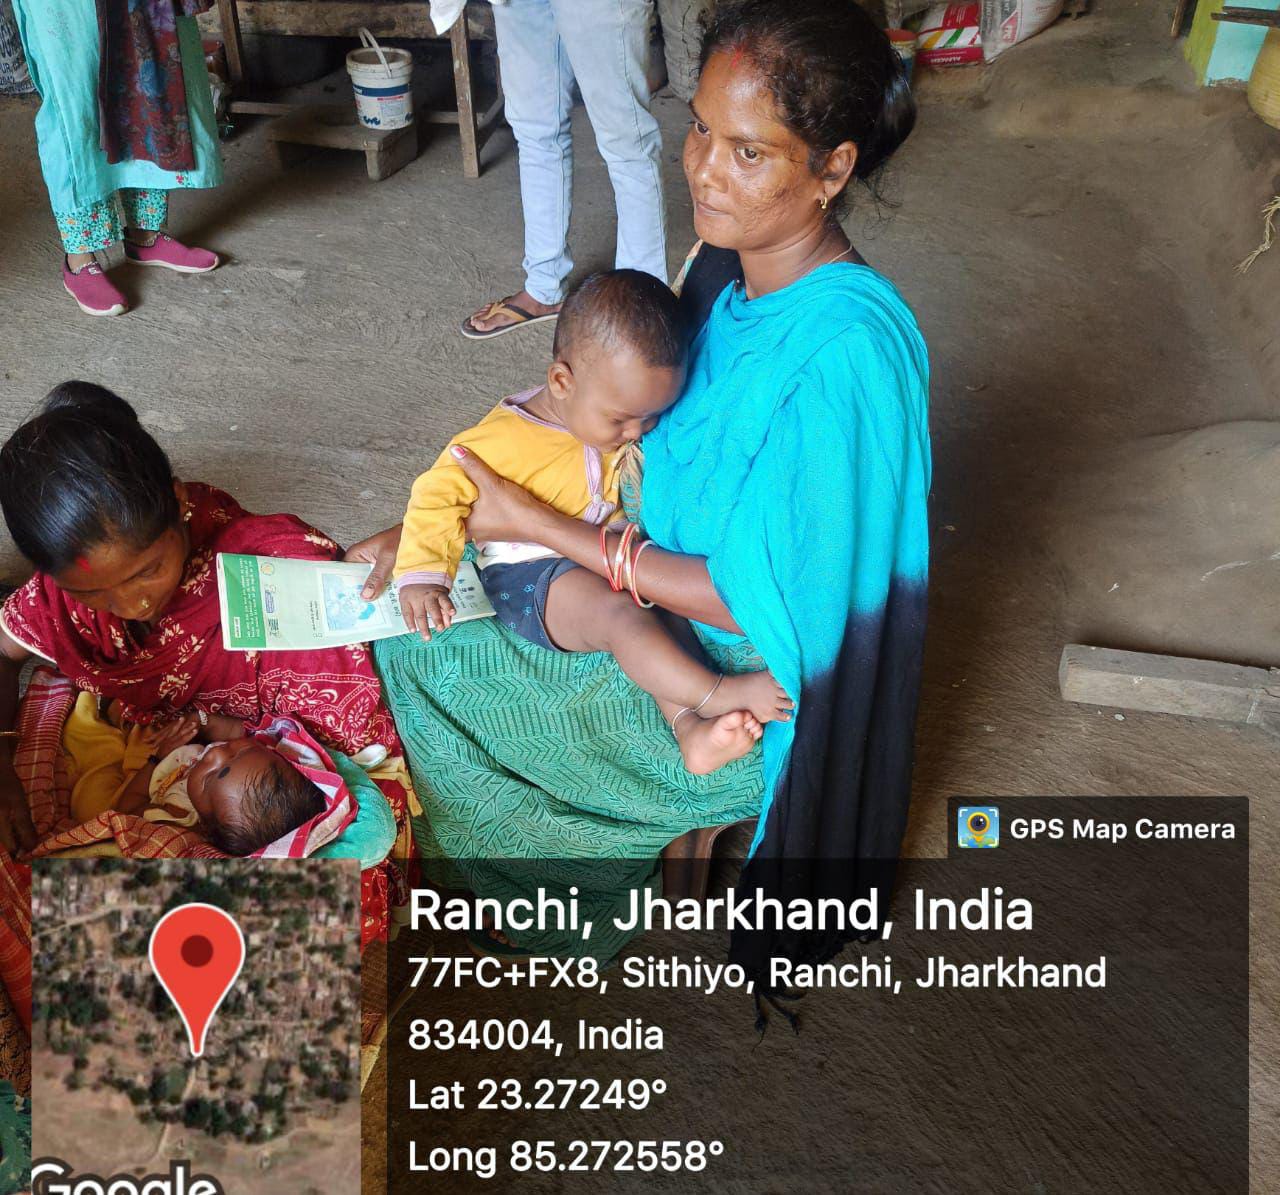 GPS Map Camera
Ranchi, Jharkhand, India
77FC+FX8, Sithiyo, Ranchi, Jharkhand
834004, India
Lat 23.27249°
Long 85.272558°
Google